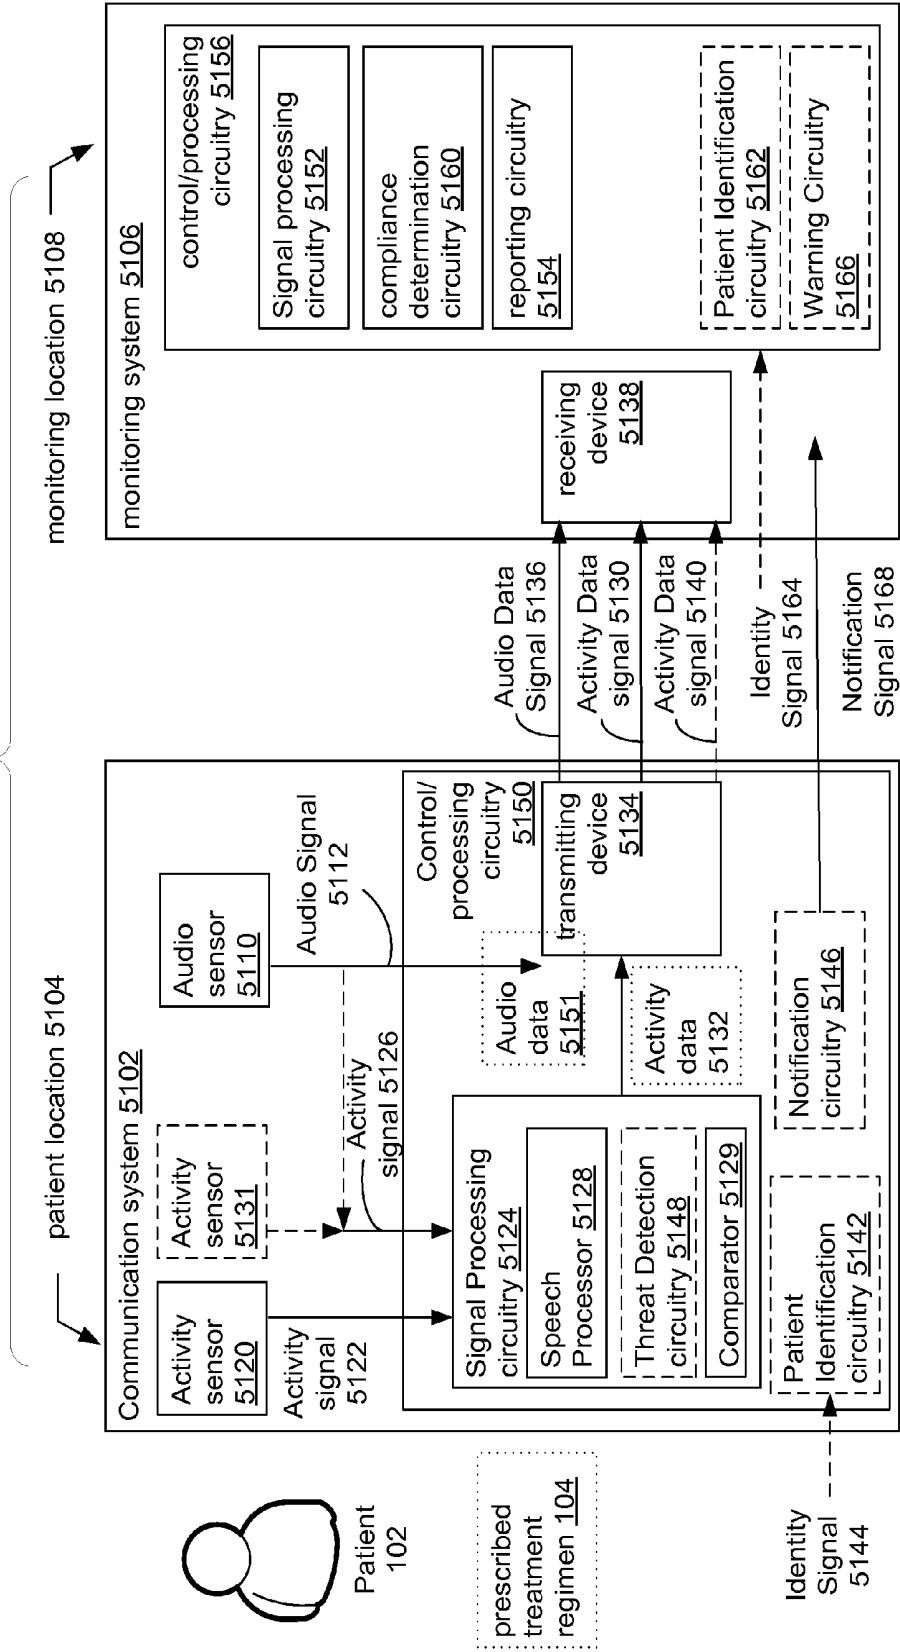 patient location 5104
monitoring location 5108
Communication system 5102
Activity
sensor
5120
Activity
sensor
5131
Audio
sensor
5110
Activity
signal
5122
Activity
signal 5126
Audio Signal
5112
Control/
processing
circuitry
5150
Signal Processing
circuitry 5124
Speech
Processor 5128
Threat Detection
circuitry 5148
Comparator 5129
Audio
data
5151
Activity
data
5132
transmitting
device
5134
Patient
Identification
circuitry 5142
Notification
circuitry 5146
Patient
102
prescribed
treatment
regimen 104
Identity
Signal
5144
Audio Data
Signal 5136
Activity Data
signal 5130
Activity Data
signal 5140
Identity
Signal 5164
Notification
Signal 5168
monitoring system 5106
receiving
device
5138
control/processing
circuitry 5156
Signal processing
circuitry 5152
compliance
determination
circuitry 5160
reporting circuitry
5154
Patient Identification
circuitry 5162
Warning Circuitry
5166